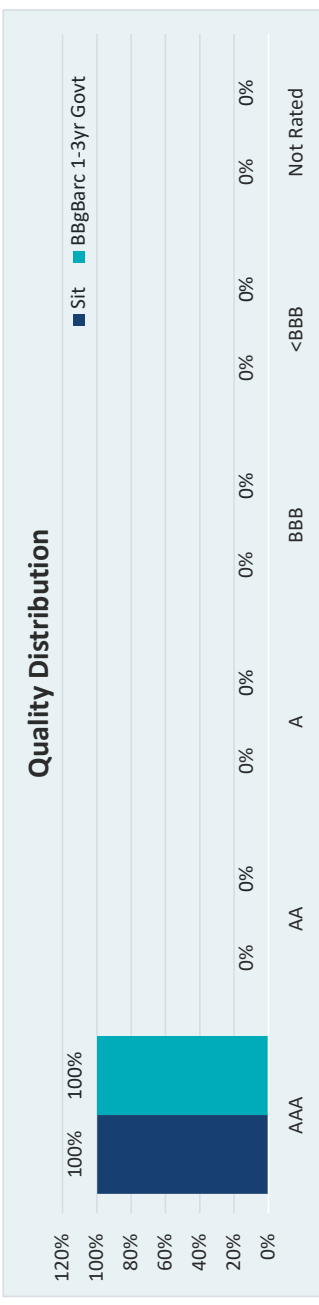 Quality Distribution
Sit
BBgBarc 1-3yr Govt
120%
100%
80%
60%
40%
20%
0%
100%
100%
0%
0%
0%
0%
0%
0%
0%
0%
0%
0%
AAA
AA
A
BBB
<BBB
Not Rated